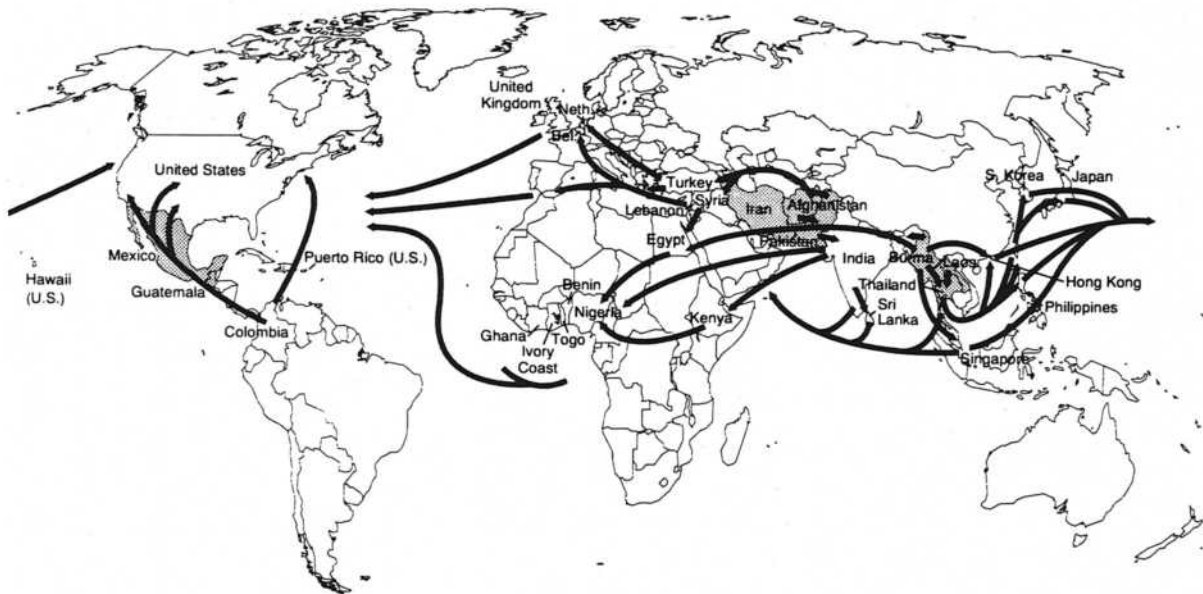 United
Kingdom
Neth.
Bel.
United States
Turkey
Syria
Lebanon
Iran
Afghanistan
S. Korea
Japan
Egypt
Pakistan
India
Burma
Laos
Mexico
Puerto Rico (U.S.)
Hawaii
(U.S.)
Guatemala
Benin
Hong Kong
Thailand
Philippines
Nigeria
Kenya
Sri
Lanka
Colombia
Ghana
Togo
Ivory
Coast
Singapore